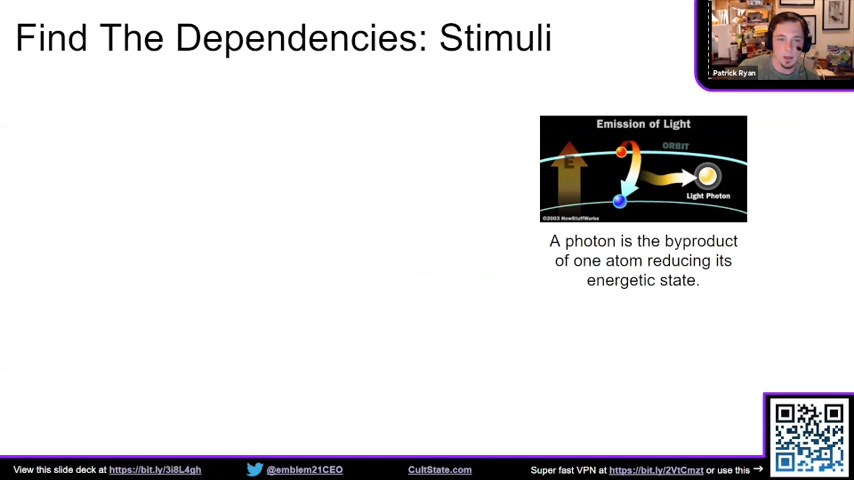 Find The Dependencies: Stimuli
Patrick Ryan
Emission of Light
ORBIT
E
Light Photon
©2003 HowStuffWorks
A photon is the byproduct
of one atom reducing its
energetic state.
View this slide deck at https://bit.ly/3i8L4gh
@emblem21CEO
CultState.com
Super fast VPN at https://bit.ly/2VtCmzt or use this →